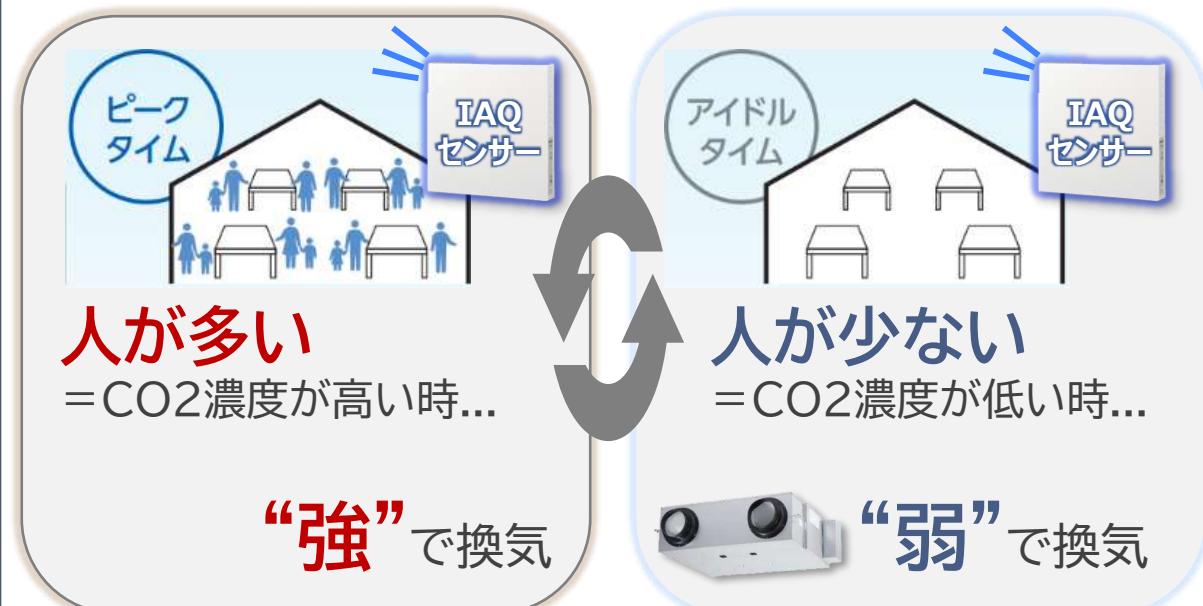 ピーク
タイム
IAQ
センサー
人が多い
＝CO2濃度が高い時...
“強”で換気
アイドル
タイム
IAQ
センサー
人が少ない
＝CO2濃度が低い時...
“弱”で換気